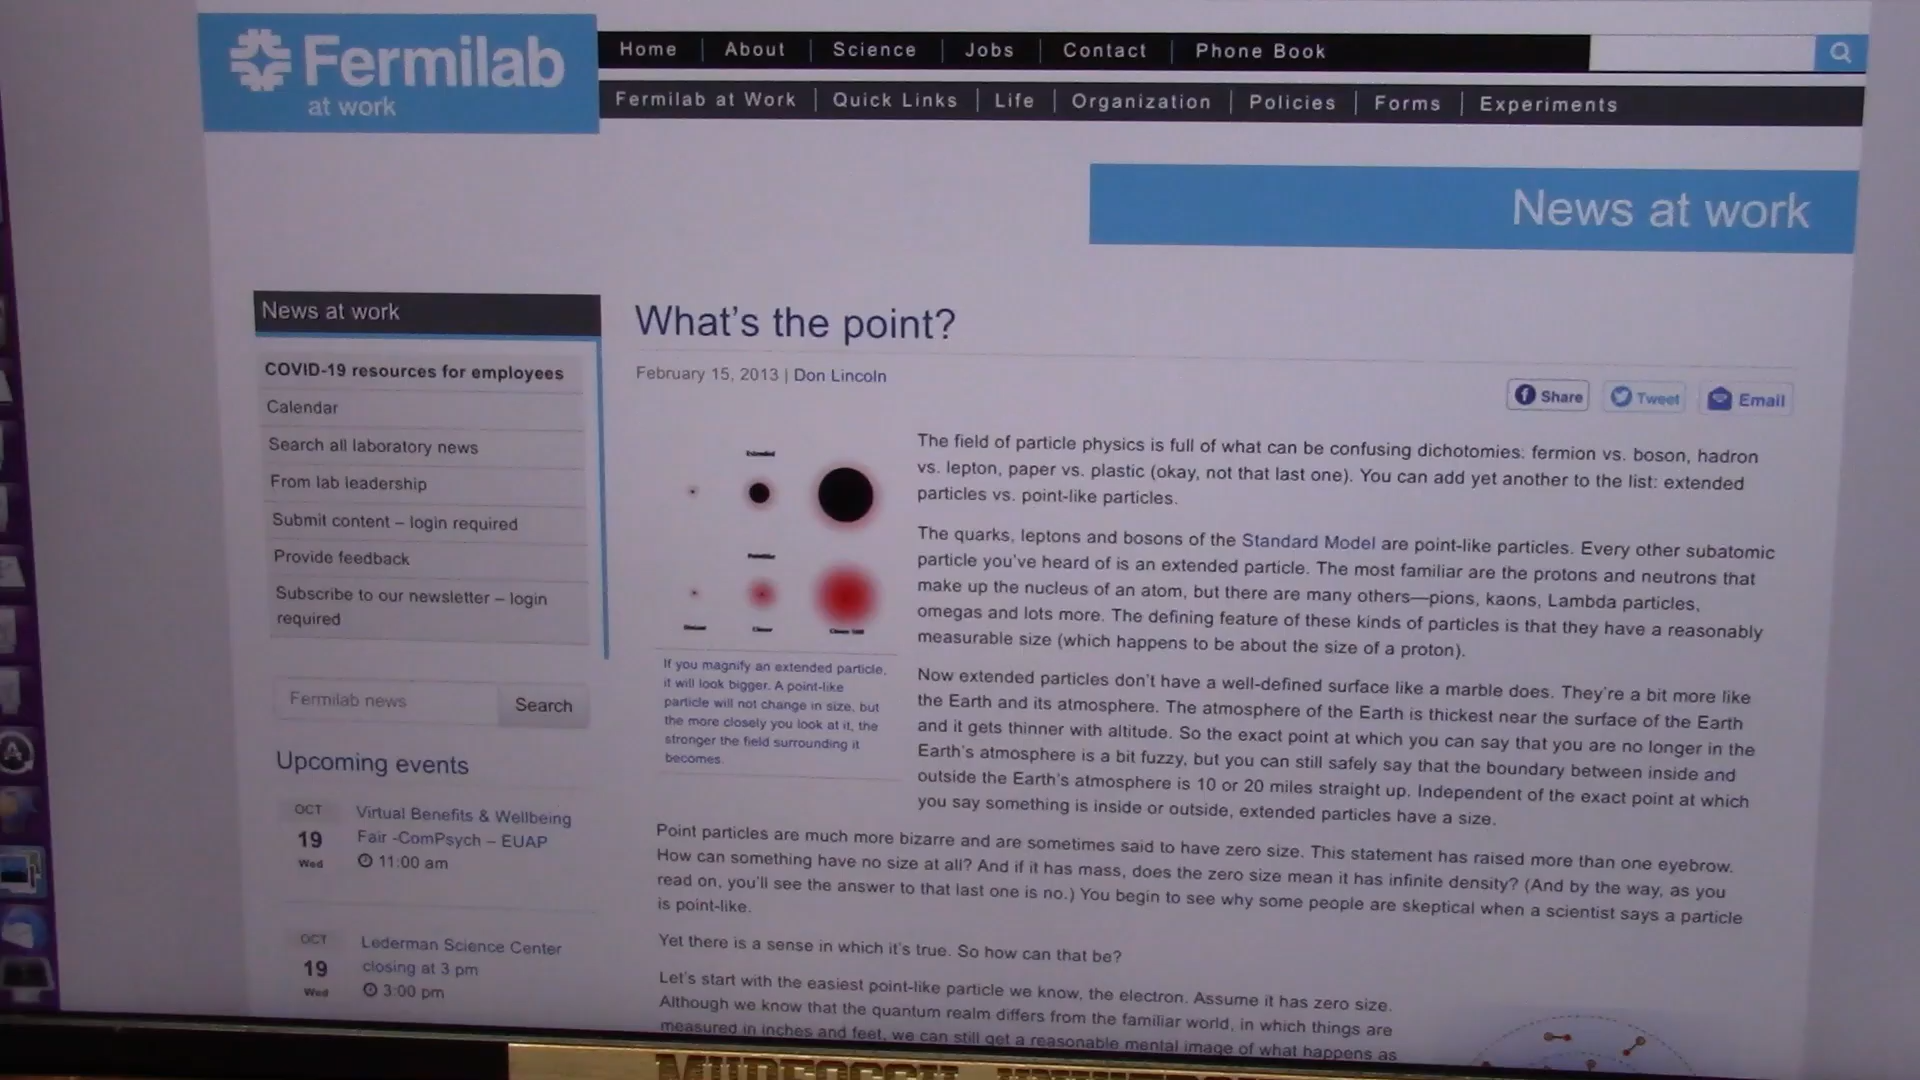 Fermilab
at work
Home | About | Science | Jobs | Contact | Phone Book
Fermilab at Work | Quick Links | Life | Organization | Policies | Forms | Experiments
News at work
News at work
COVID-19 resources for employees
Calendar
Search all laboratory news
From lab leadership
Submit content – login required
Provide feedback
Subscribe to our newsletter – login
required
Fermilab news
Search
Upcoming events
OCT
19
Wed
Virtual Benefits & Wellbeing
Fair -ComPsych – EUAP
11:00 am
OCT
19
Wed
Lederman Science Center
closing at 3 pm
3:00 pm
What's the point?
February 15, 2013 | Don Lincoln
Share
Tweet
Email
Extended
Pointlike
Distant
Closer
Closer Still
If you magnify an extended particle,
it will look bigger. A point-like
particle will not change in size, but
the more closely you look at it, the
stronger the field surrounding it
becomes.
The field of particle physics is full of what can be confusing dichotomies: fermion vs. boson, hadron
vs. lepton, paper vs. plastic (okay, not that last one). You can add yet another to the list: extended
particles vs. point-like particles.
The quarks, leptons and bosons of the Standard Model are point-like particles. Every other subatomic
particle you've heard of is an extended particle. The most familiar are the protons and neutrons that
make up the nucleus of an atom, but there are many others—pions, kaons, Lambda particles,
omegas and lots more. The defining feature of these kinds of particles is that they have a reasonably
measurable size (which happens to be about the size of a proton).
Now extended particles don't have a well-defined surface like a marble does. They're a bit more like
the Earth and its atmosphere. The atmosphere of the Earth is thickest near the surface of the Earth
and it gets thinner with altitude. So the exact point at which you can say that you are no longer in the
Earth's atmosphere is a bit fuzzy, but you can still safely say that the boundary between inside and
outside the Earth's atmosphere is 10 or 20 miles straight up. Independent of the exact point at which
you say something is inside or outside, extended particles have a size.
Point particles are much more bizarre and are sometimes said to have zero size. This statement has raised more than one eyebrow.
How can something have no size at all? And if it has mass, does the zero size mean it has infinite density? (And by the way, as you
read on, you'll see the answer to that last one is no.) You begin to see why some people are skeptical when a scientist says a particle
is point-like.
Yet there is a sense in which it's true. So how can that be?
Let's start with the easiest point-like particle we know, the electron. Assume it has zero size.
Although we know that the quantum realm differs from the familiar world, in which things are
measured in inches and feet, we can still get a reasonable mental image of what happens as